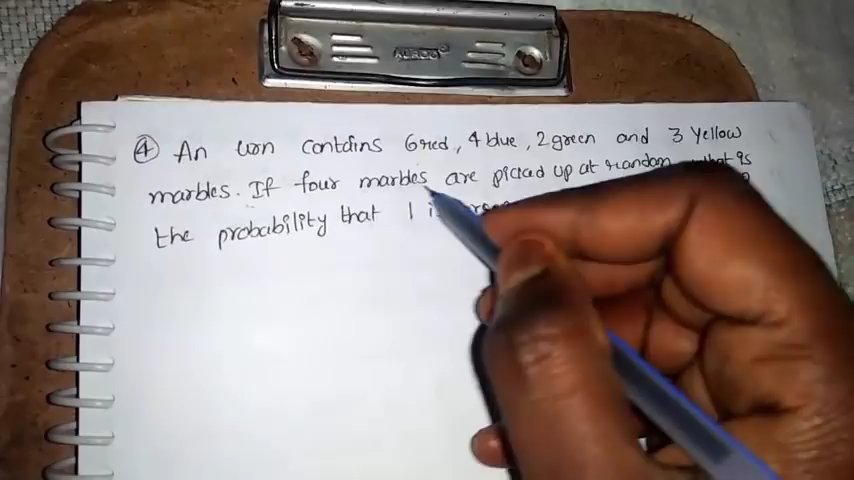 ④ An urn contains 6 red, 4 blue, 2 green and 3 yellow
marbles. If four marbles are picked up at random
the probability that 1 is